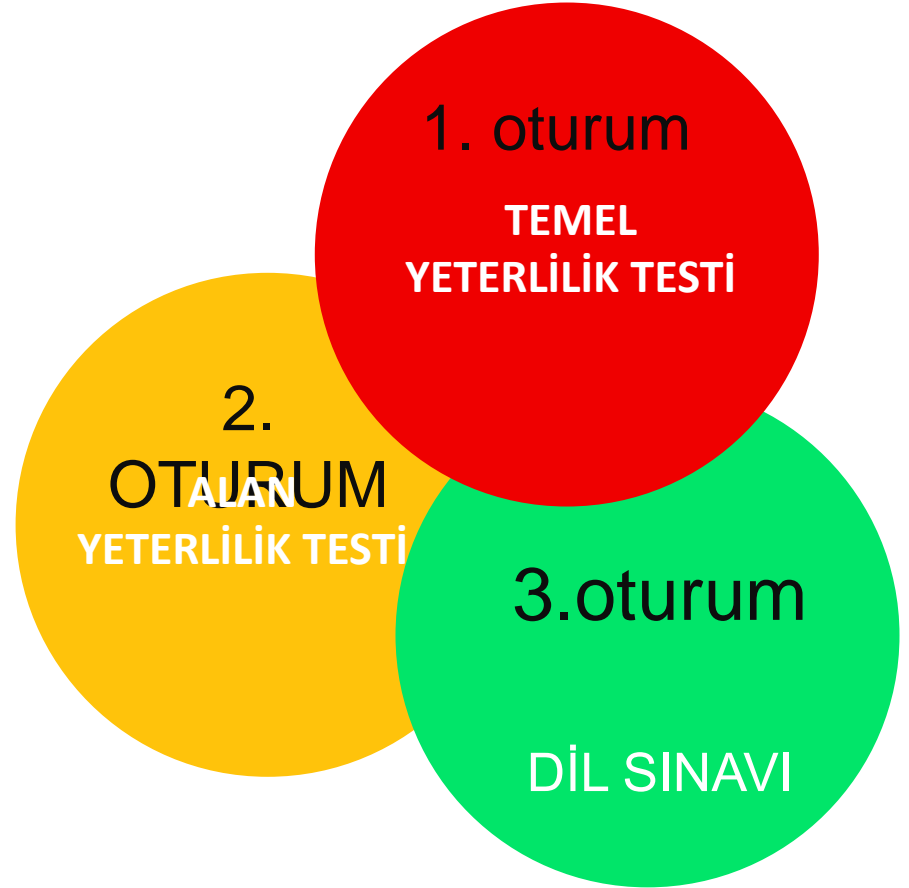 1. oturum
TEMEL
YETERLİLİK TESTİ
2.
OTURUM
ALAN
YETERLİLİK TESTİ
3.oturum
DİL SINAVI